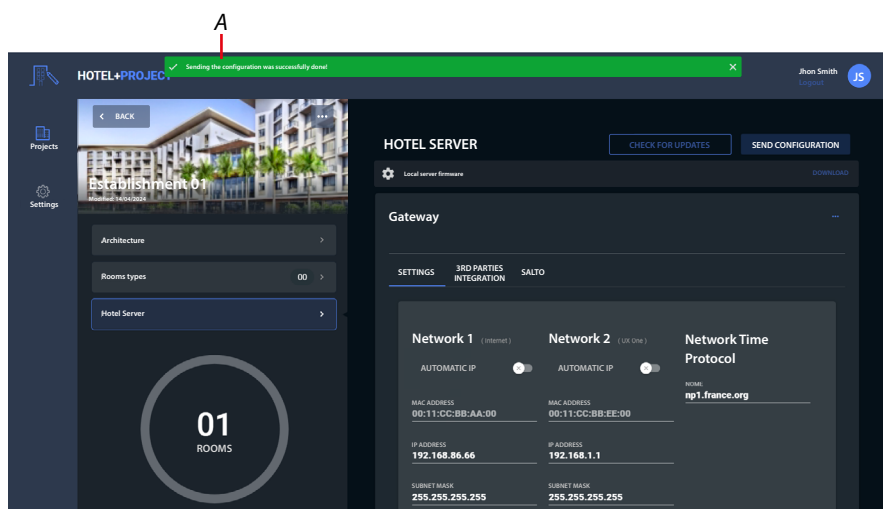 A
Sending the configuration was successfully done!
HOTEL+PROJECT
Jhon Smith
Logout
JS
Projects
Settings
BACK
Establishment 01
Modified: 14/04/2024
Architecture
Rooms types 00
Hotel Server
01
ROOMS
HOTEL SERVER
CHECK FOR UPDATES
SEND CONFIGURATION
Local server firmware
DOWNLOAD
Gateway
SETTINGS
3RD PARTIES
INTEGRATION
SALTO
Network 1 ( Internet )
AUTOMATIC IP
MAC ADDRESS
00:11:CC:BB:AA:00
IP ADDRESS
192.168.86.66
SUBNET MASK
255.255.255.255
Network 2 ( UX One )
AUTOMATIC IP
MAC ADDRESS
00:11:CC:BB:EE:00
IP ADDRESS
192.168.1.1
SUBNET MASK
255.255.255.255
Network Time
Protocol
NOME
np1.france.org